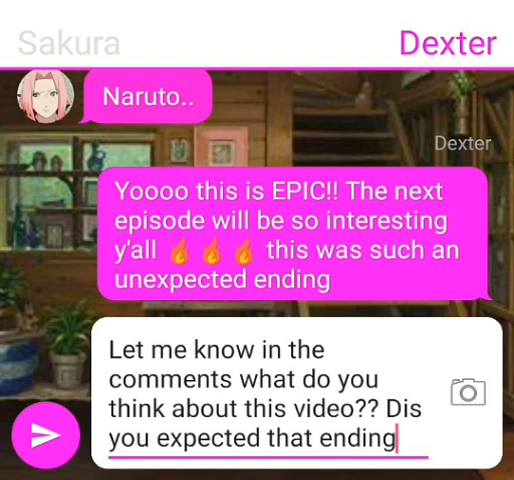 Sakura Dexter
Naruto..
Dexter
Yoooo this is EPIC!! The next
episode will be so interesting
y'all 🔥🔥🔥 this was such an
unexpected ending
Let me know in the
comments what do you
think about this video?? Dis
you expected that ending